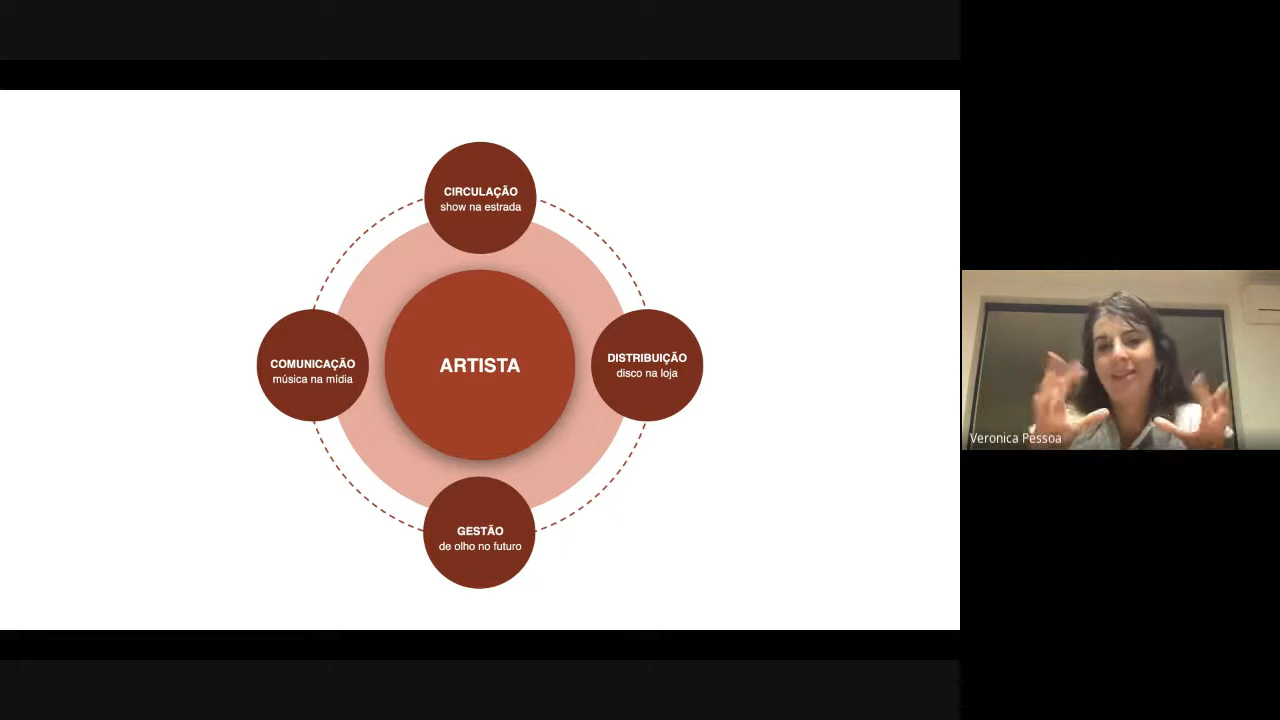 CIRCULAÇÃO
show na estrada
COMUNICAÇÃO
música na mídia
ARTISTA
DISTRIBUIÇÃO
disco na loja
GESTÃO
de olho no futuro
Veronica Pessoa